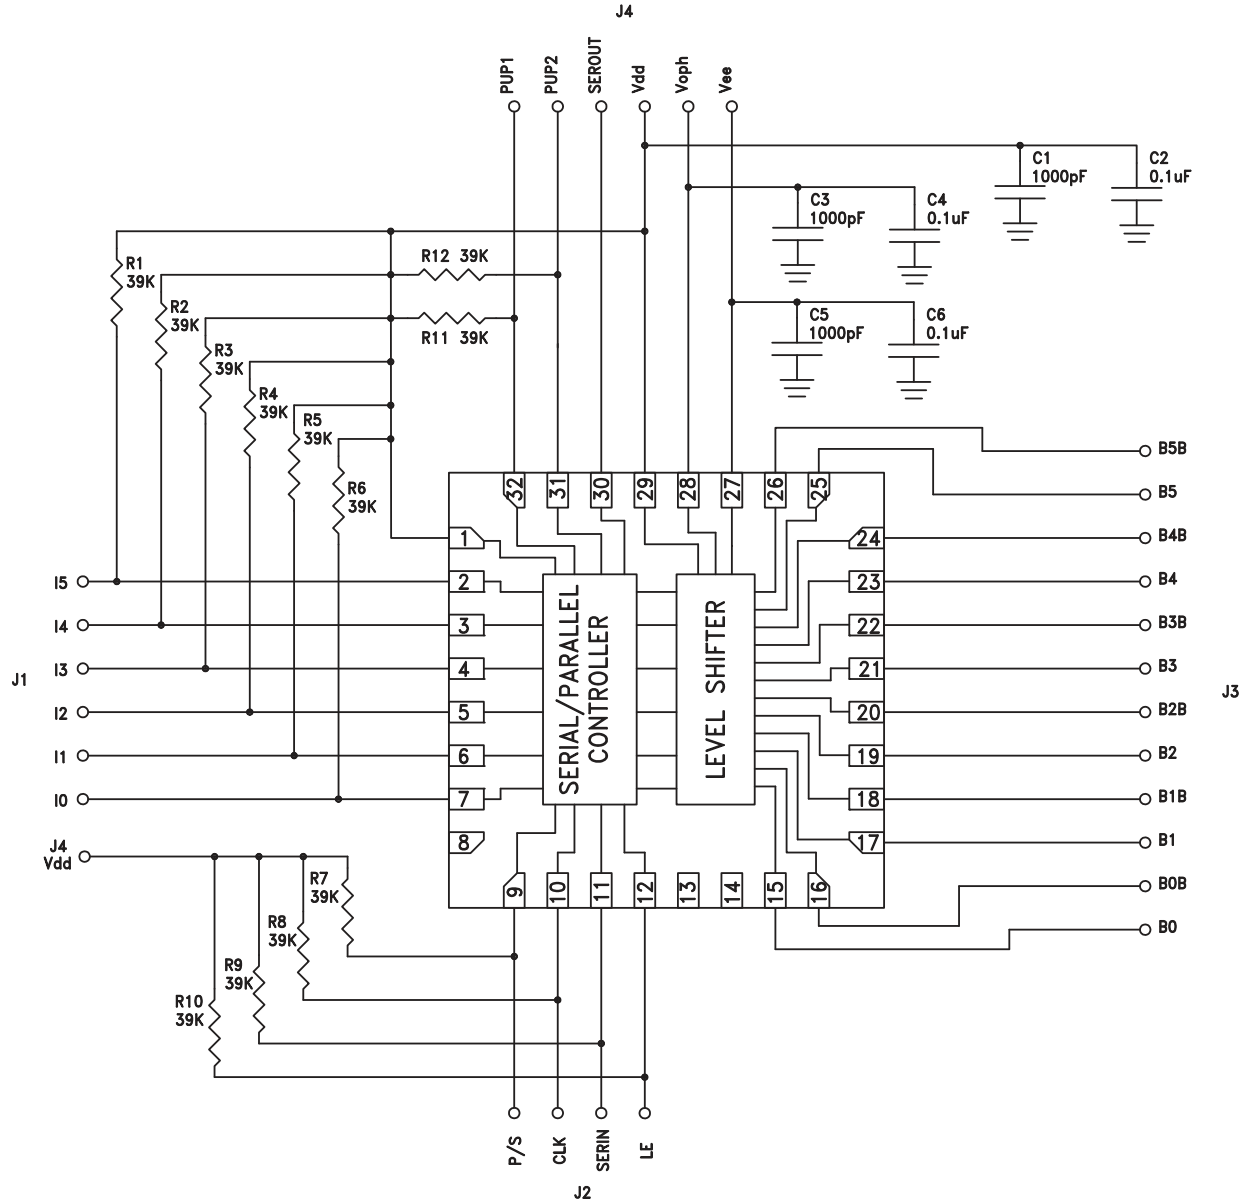 J4
PUP1
PUP2
SEROUT
Vdd
Voph
Vee
C1
1000pF
C2
0.1uF
C3
1000pF
C4
0.1uF
R12 39K
R1
39K
R2
39K
R11 39K
C5
1000pF
C6
0.1uF
R3
39K
R4
39K
R5
39K
R6
39K
32
31
30
29
28
27
26
25
B5B
B5
1
24
B4B
I5
2
23
B4
I4
3
22
B3B
J1
I3
4
21
B3
J3
I2
5
20
B2B
I1
6
19
B2
I0
7
18
B1B
8
17
B1
SERIAL/PARALLEL
CONTROLLER
LEVEL SHIFTER
J4
Vdd
R7
39K
9
10
11
12
13
14
15
16
B0B
B0
R8
39K
R9
39K
R10
39K
P/S
CLK
SERIN
LE
J2